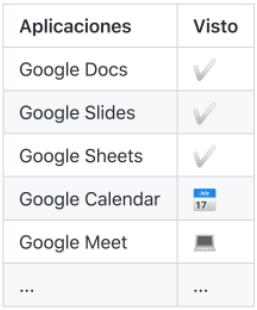 Aplicaciones Visto
Google Docs ✔
Google Slides ✔
Google Sheets ✔
Google Calendar 📅
Google Meet 💻
... ...